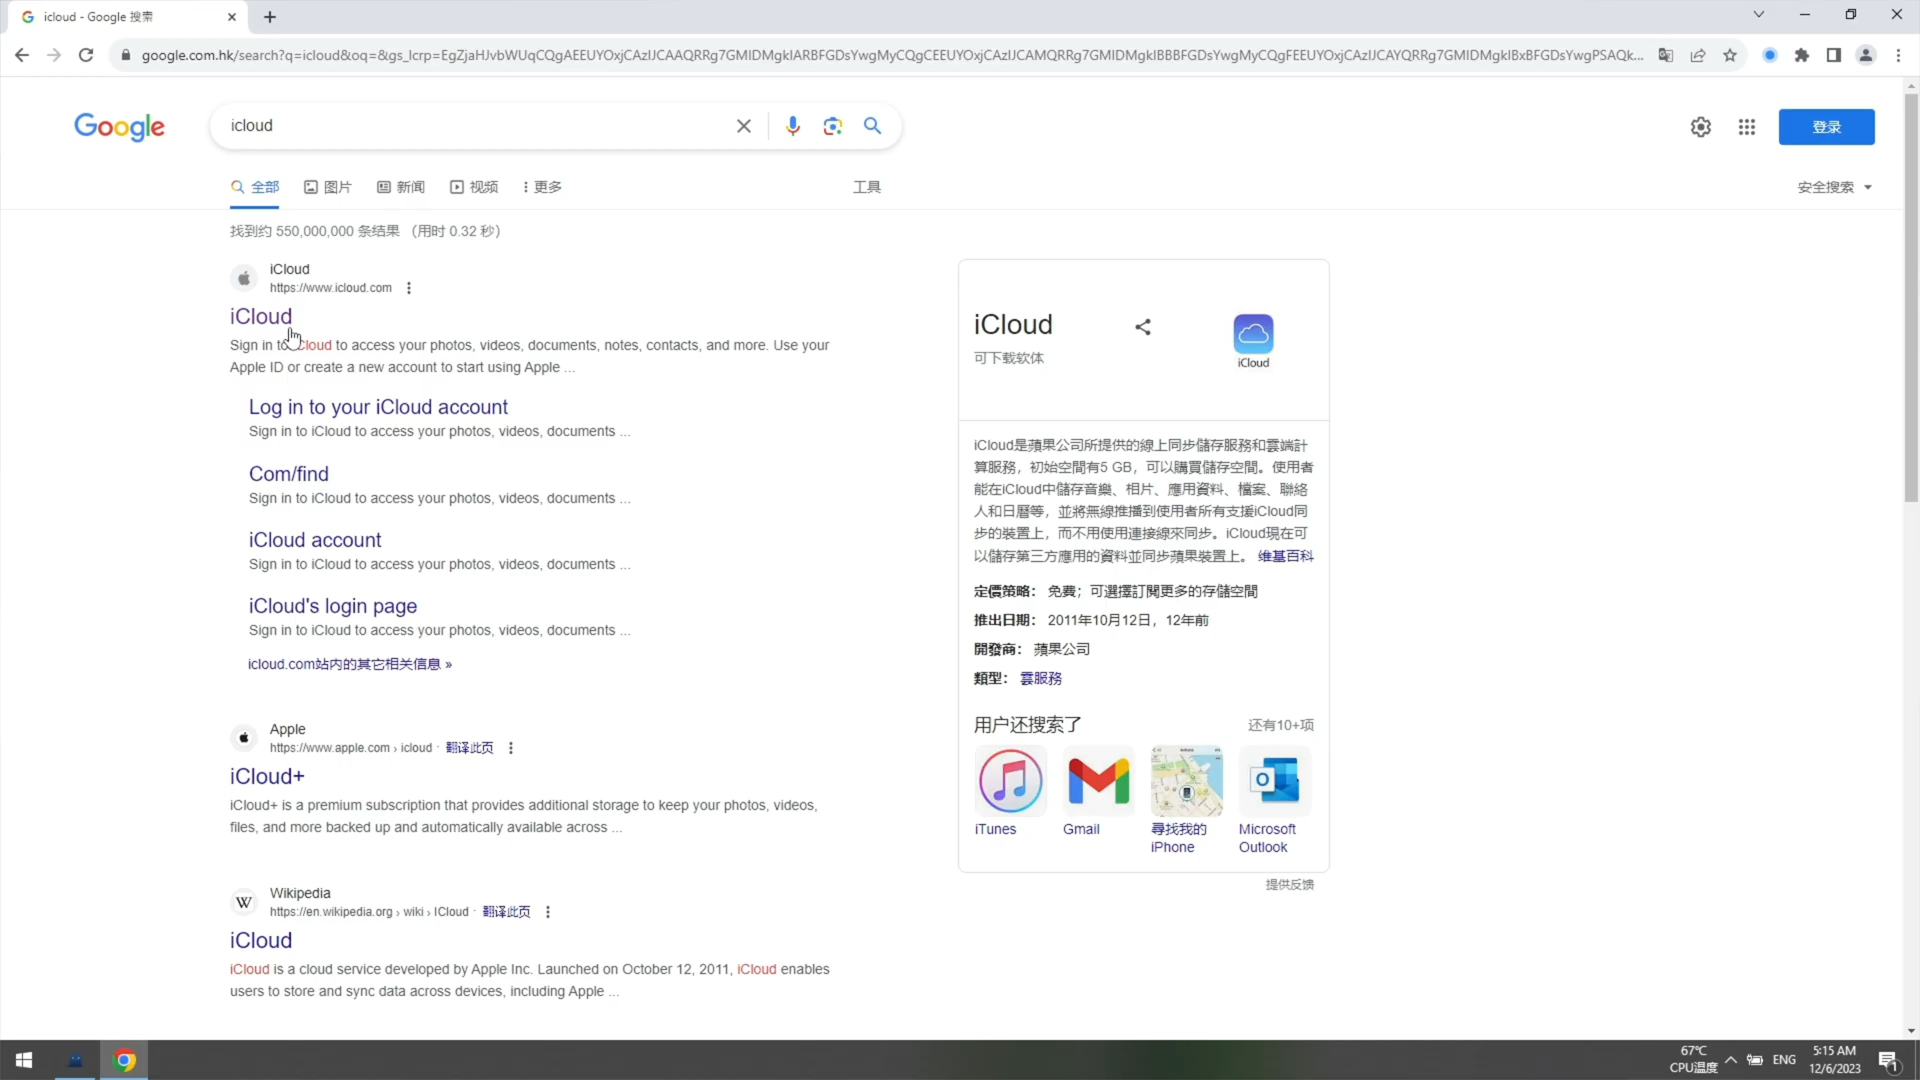 icloud - Google 搜索
google.com.hk/search?q=icloud&oq=&gs_lcrp=EgZjaHJvbWUqCQgAEEUYOxjCAzIJCAAQRRg7GMIDMgkIARBFGDsYwgMyCQgCEEUYOxjCAzIJCAMQRRg7GMIDMgkIBBBFGDsYwgMyCQgFEEUYOxjCAzIJCAYQRRg7GMIDMgkIBxBFGDsYwgPSAQk...
Google
icloud
登录
全部
图片
新闻
视频
更多
工具
安全搜索
找到约 550,000,000 条结果 （用时 0.32 秒）
iCloud
https://www.icloud.com
iCloud
Sign in to iCloud to access your photos, videos, documents, notes, contacts, and more. Use your
Apple ID or create a new account to start using Apple ...
Log in to your iCloud account
Sign in to iCloud to access your photos, videos, documents ...
Com/find
Sign in to iCloud to access your photos, videos, documents ...
iCloud account
Sign in to iCloud to access your photos, videos, documents ...
iCloud's login page
Sign in to iCloud to access your photos, videos, documents ...
icloud.com站内的其它相关信息 »
Apple
https://www.apple.com › icloud · 翻译此页
iCloud+
iCloud+ is a premium subscription that provides additional storage to keep your photos, videos,
files, and more backed up and automatically available across ...
Wikipedia
https://en.wikipedia.org › wiki › ICloud · 翻译此页
iCloud
iCloud is a cloud service developed by Apple Inc. Launched on October 12, 2011, iCloud enables
users to store and sync data across devices, including Apple ...
iCloud
可下载软体
iCloud
iCloud是蘋果公司所提供的線上同步儲存服務和雲端計
算服務，初始空間有5 GB，可以購買儲存空間。使用者
能在iCloud中儲存音樂、相片、應用資料、檔案、聯絡
人和日曆等，並將無線推播到使用者所有支援iCloud同
步的裝置上，而不用使用連接線來同步。iCloud現在可
以儲存第三方應用的資料並同步蘋果裝置上。 维基百科
定價策略： 免費；可選擇訂閱更多的存儲空間
推出日期： 2011年10月12日，12年前
開發商： 蘋果公司
類型： 雲服務
用户还搜索了
还有10+项
iTunes
Gmail
尋找我的
iPhone
Microsoft
Outlook
提供反馈
67℃
CPU温度
ENG
5:15 AM
12/6/2023
1